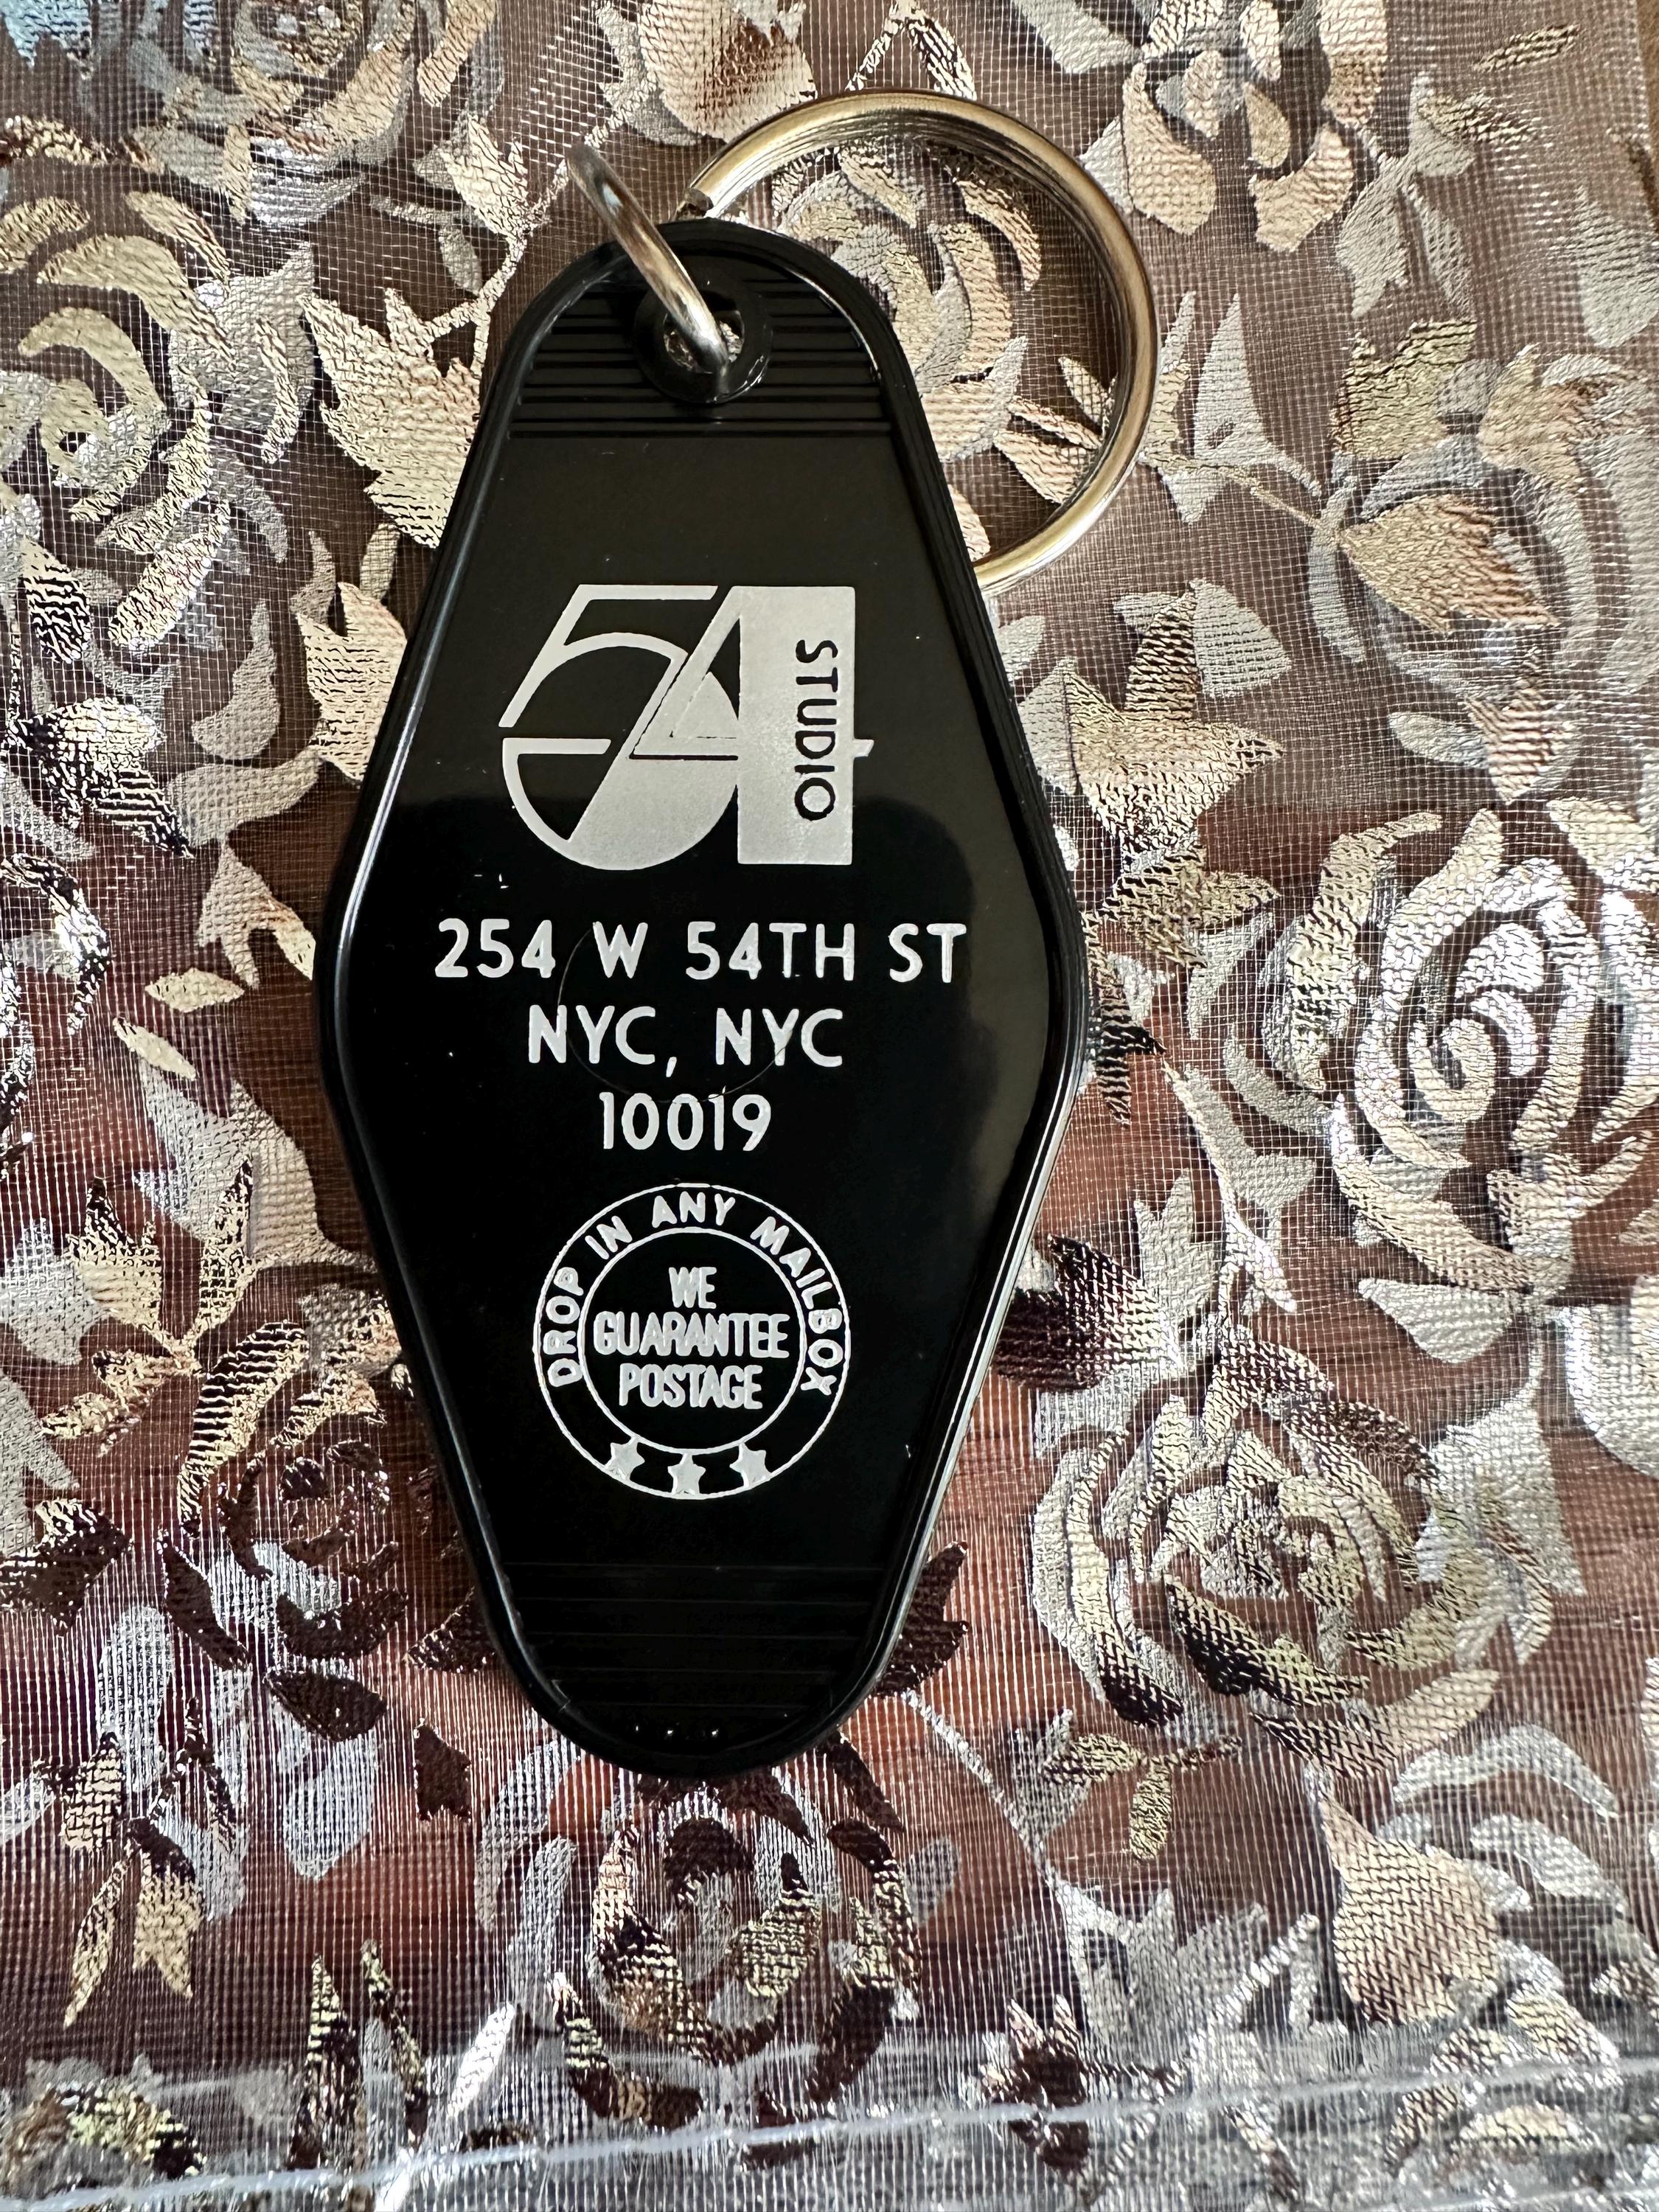 54
STUDIO
254 W 54TH ST
NYC, NYC
10019
DROP IN ANY MAILBOX
WE
GUARANTEE
POSTAGE